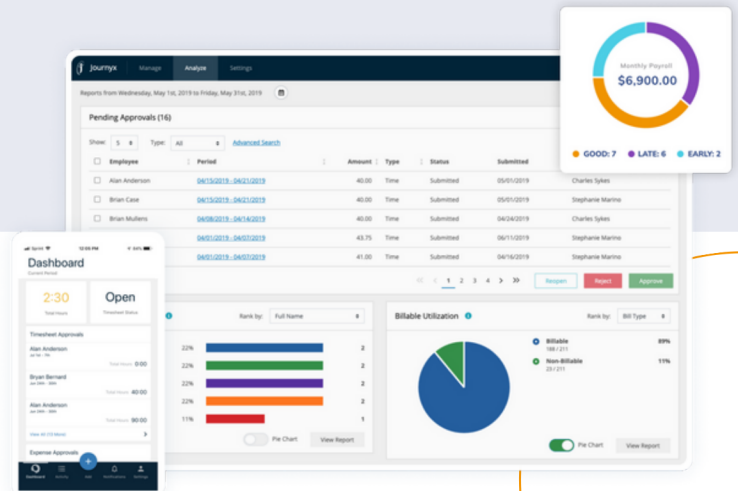 Journyx Manage Analyze Settings
Reports from Wednesday, May 1st, 2019 to Friday, May 31st, 2019
Pending Approvals (16)
Show: 5 Type: All Advanced Search
Employee Period Amount Type Status Submitted
Alan Anderson 04/15/2019 - 04/21/2019 40.00 Time Submitted 05/01/2019 Charles Sykes
Brian Case 04/15/2019 - 04/21/2019 40.00 Time Submitted 05/01/2019 Stephanie Marino
Brian Mullens 04/08/2019 - 04/14/2019 40.00 Time Submitted 04/24/2019 Charles Sykes
04/01/2019 - 04/07/2019 43.75 Time Submitted 06/11/2019 Stephanie Marino
04/01/2019 - 04/07/2019 41.00 Time Submitted 04/16/2019 Stephanie Marino
1 2 3 4 Reopen Reject Approve
Monthly Payroll
$6,900.00
GOOD: 7 LATE: 6 EARLY: 2
Rank by: Full Name
22% 2
22% 2
22% 2
22% 2
11% 1
Pie Chart View Report
Billable Utilization Rank by: Bill Type
Billable 89%
188 / 211
Non-Billable 11%
23 / 211
Pie Chart View Report
Sprint 12:55 PM
Dashboard
Current Period
2:30 Open
Total Hours Timesheet Status
Timesheet Approvals
Alan Anderson
Total Hours 0:00
Bryan Bernard
Total Hours 40:00
Alan Anderson
Total Hours 90:00
Expense Approvals
Dashboard Activity Add Notifications Settings